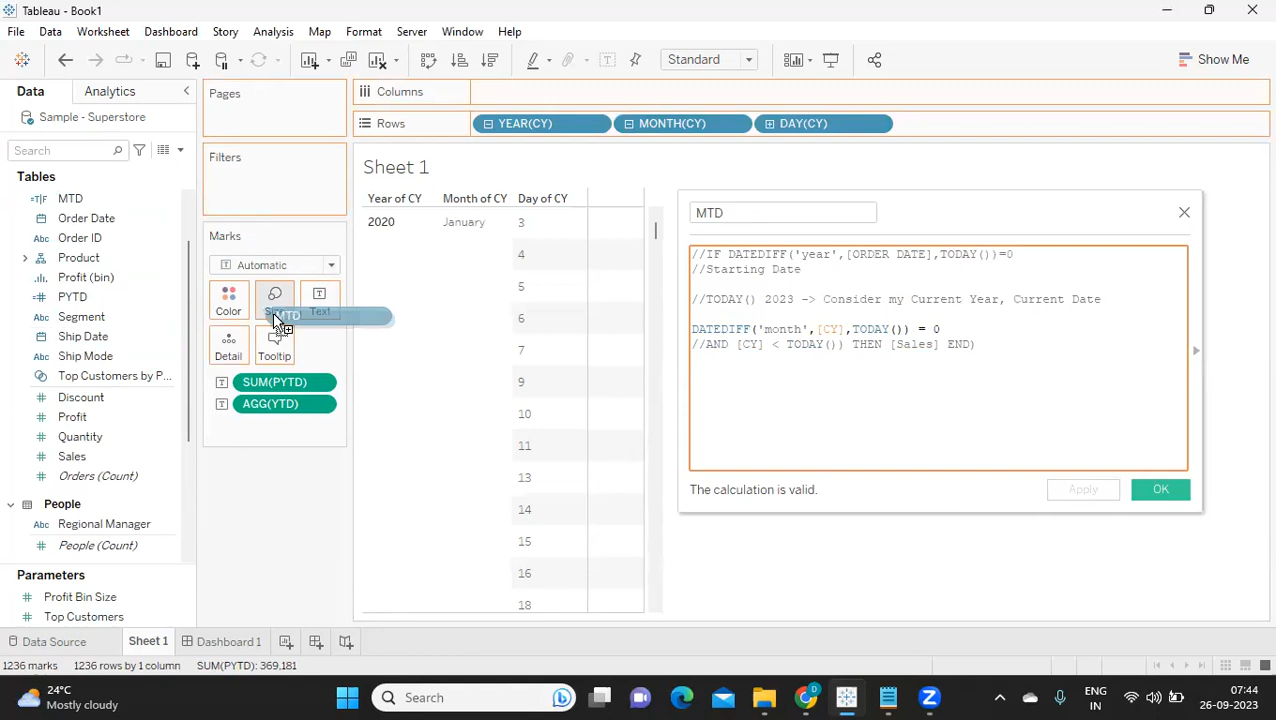 Tableau - Book1
File Data Worksheet Dashboard Story Analysis Map Format Server Window Help
Standard
Show Me
Data Analytics
Sample - Superstore
Search
Tables
MTD
Order Date
Order ID
Product
Profit (bin)
PYTD
Segment
Ship Date
Ship Mode
Top Customers by P...
Discount
Profit
Quantity
Sales
Orders (Count)
People
Regional Manager
People (Count)
Parameters
Profit Bin Size
Top Customers
Pages
Filters
Marks
Automatic
Color Text
MTD
Detail Tooltip
SUM(PYTD)
AGG(YTD)
Columns
Rows YEAR(CY) MONTH(CY) DAY(CY)
Sheet 1
Year of CY Month of CY Day of CY
2020 January 3
4
5
6
7
9
10
11
13
14
15
16
18
MTD
//IF DATEDIFF('year',[ORDER DATE],TODAY())=0
//Starting Date
//TODAY() 2023 -> Consider my Current Year, Current Date
DATEDIFF('month',[CY],TODAY()) = 0
//AND [CY] < TODAY()) THEN [Sales] END)
The calculation is valid. Apply OK
Data Source Sheet 1 Dashboard 1
1236 marks 1236 rows by 1 column SUM(PYTD): 369,181
24°C
Mostly cloudy
Search
ENG
IN
07:44
26-09-2023